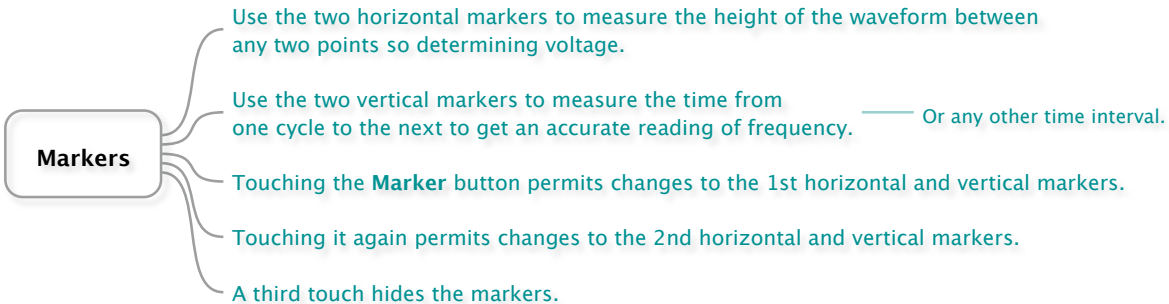 Markers
Use the two horizontal markers to measure the height of the waveform between
any two points so determining voltage.
Use the two vertical markers to measure the time from
one cycle to the next to get an accurate reading of frequency.
Or any other time interval.
Touching the Marker button permits changes to the 1st horizontal and vertical markers.
Touching it again permits changes to the 2nd horizontal and vertical markers.
A third touch hides the markers.